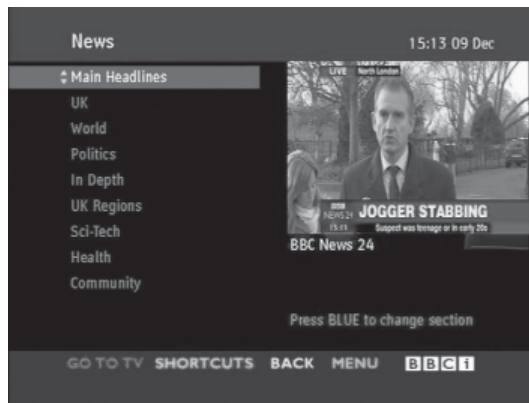 News 15:13 09 Dec
Main Headlines
UK
World
Politics
In Depth
UK Regions
Sci-Tech
Health
Community
LIVE North London
BBC
NEWS 24
15:13
JOGGER STABBING
Suspect was teenage or in early 20s
BBC News 24
Press BLUE to change section
GO TO TV SHORTCUTS BACK MENU BBCi